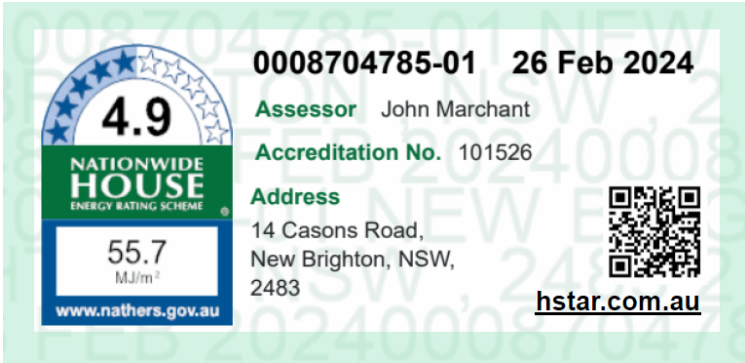 0008704785-01 26 Feb 2024
4.9
NATIONWIDE
HOUSE
ENERGY RATING SCHEME
55.7
MJ/m²
www.nathers.gov.au
Assessor John Marchant
Accreditation No. 101526
Address
14 Casons Road,
New Brighton, NSW,
2483
hstar.com.au